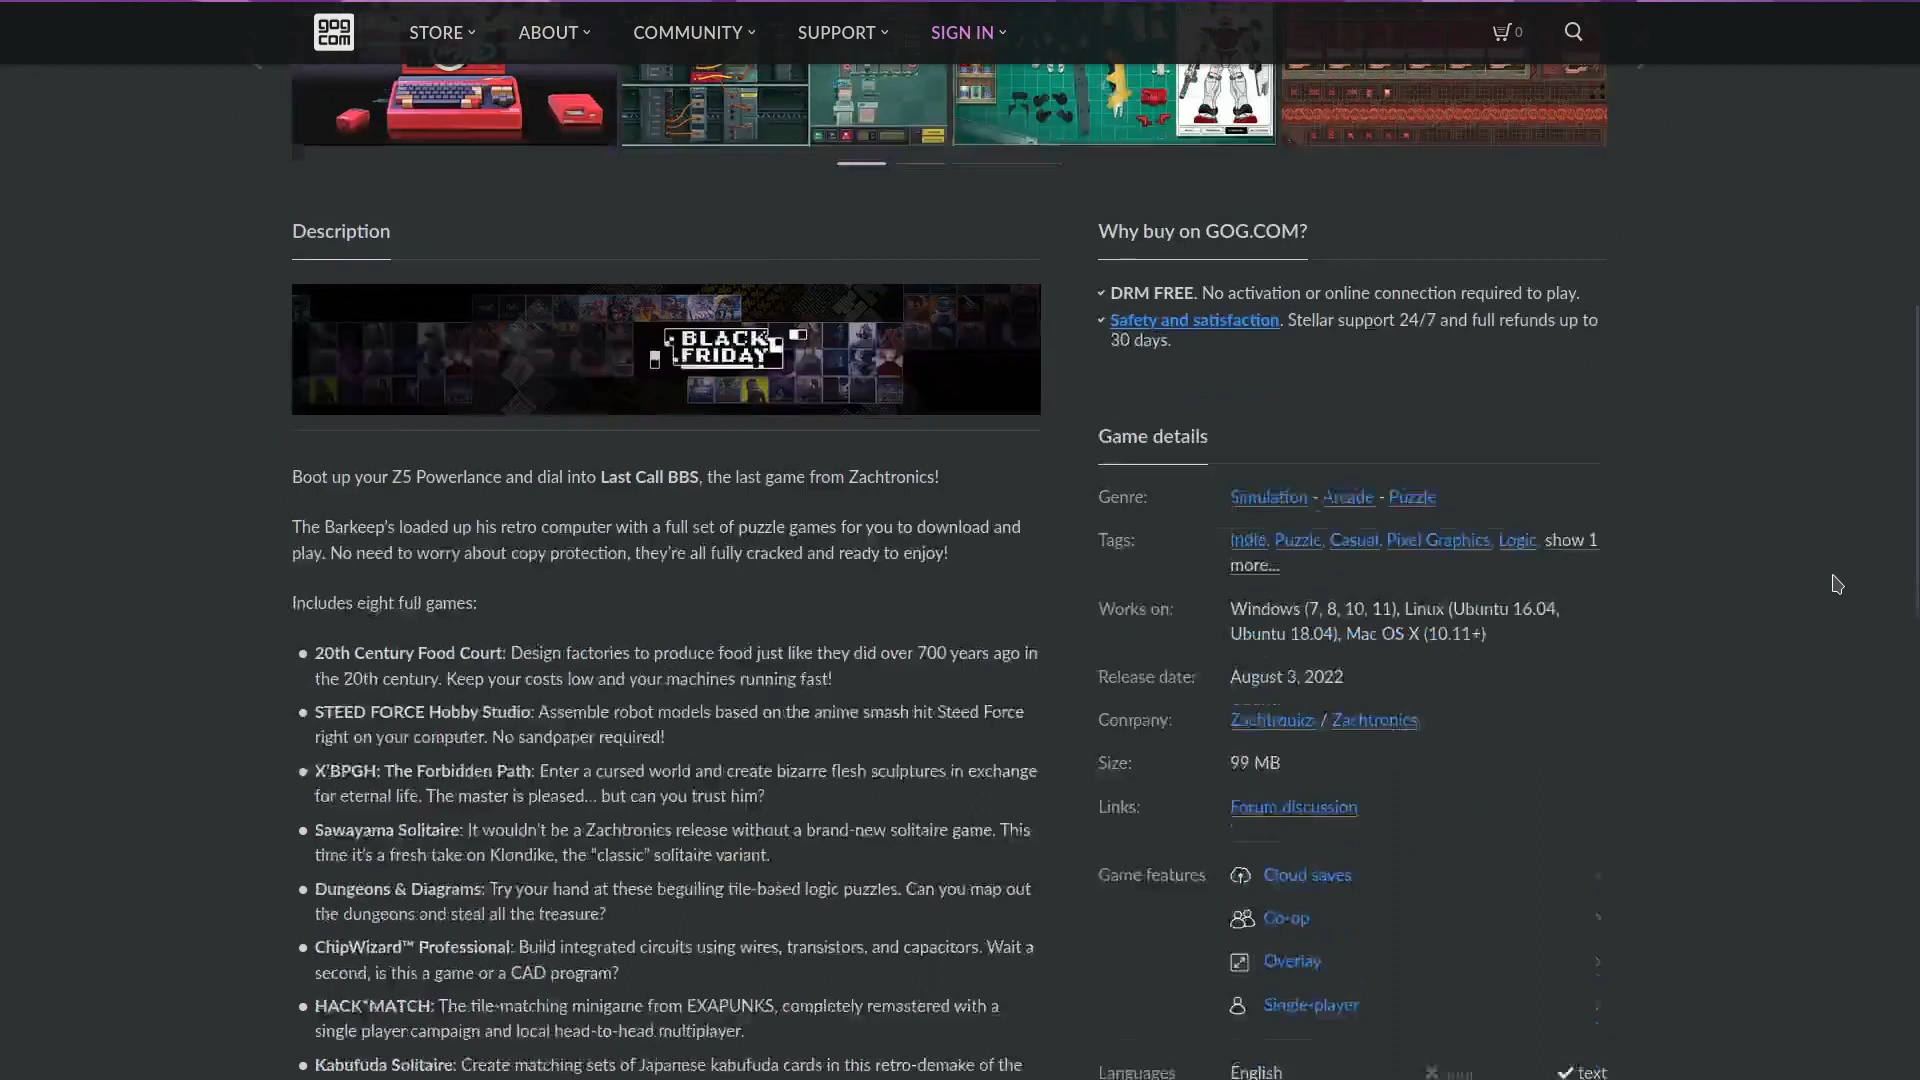 gog com
STORE ABOUT COMMUNITY SUPPORT SIGN IN 0
Description
BLACK
FRIDAY
Boot up your Z5 Powerlance and dial into Last Call BBS, the last game from Zachtronics!
The Barkeep's loaded up his retro computer with a full set of puzzle games for you to download and
play. No need to worry about copy protection, they're all fully cracked and ready to enjoy!
Includes eight full games:
● 20th Century Food Court: Design factories to produce food just like they did over 700 years ago in
the 20th century. Keep your costs low and your machines running fast!
● STEED FORCE Hobby Studio: Assemble robot models based on the anime smash hit Steed Force
right on your computer. No sandpaper required!
● X'BPGH: The Forbidden Path: Enter a cursed world and create bizarre flesh sculptures in exchange
for eternal life. The master is pleased... but can you trust him?
● Sawayama Solitaire: It wouldn't be a Zachtronics release without a brand-new solitaire game. This
time it's a fresh take on Klondike, the “classic” solitaire variant.
● Dungeons & Diagrams: Try your hand at these beguiling tile-based logic puzzles. Can you map out
the dungeons and steal all the treasure?
● ChipWizard™ Professional: Build integrated circuits using wires, transistors, and capacitors. Wait a
second, is this a game or a CAD program?
● HACK*MATCH: The tile-matching minigame from EXAPUNKS, completely remastered with a
single player campaign and local head-to-head multiplayer.
● Kabufuda Solitaire: Create matching sets of Japanese kabufuda cards in this retro-demake of the
Why buy on GOG.COM?
DRM FREE. No activation or online connection required to play.
Safety and satisfaction. Stellar support 24/7 and full refunds up to
30 days.
Game details
Genre: Simulation - Arcade - Puzzle
Tags: Indie, Puzzle, Casual, Pixel Graphics, Logic, show 1
more...
Works on: Windows (7, 8, 10, 11), Linux (Ubuntu 16.04,
Ubuntu 18.04), Mac OS X (10.11+)
Release date: August 3, 2022
Company: Zachtronics / Zachtronics
Size: 99 MB
Links: Forum discussion
Game features Cloud saves
Co-op
Overlay
Single-player
Languages English text